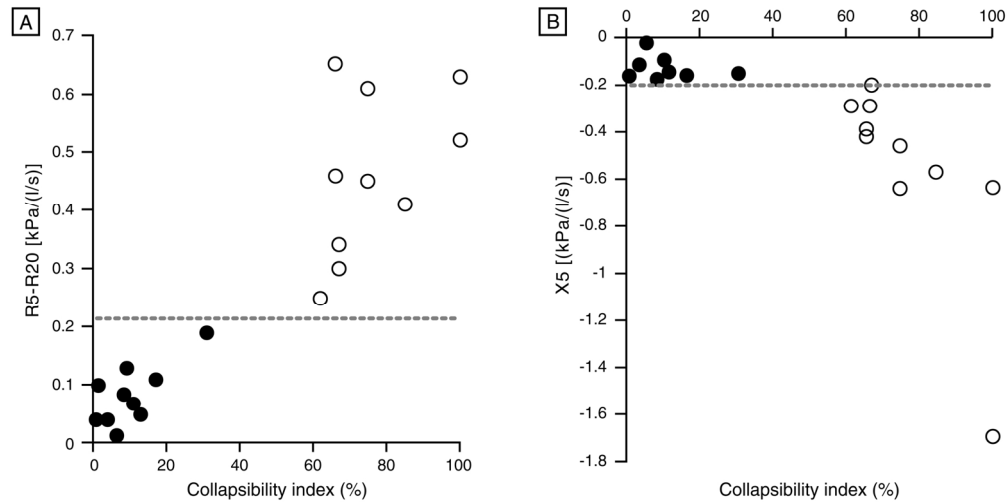 A
0.7
0.6
0.5
0.4
0.3
0.2
0.1
0
R5-R20 [kPa/(l/s)]
0 20 40 60 80 100
Collapsibility index (%)
B
0 20 40 60 80 100
0
-0.2
-0.4
-0.6
-0.8
-1
-1.2
-1.4
-1.6
-1.8
X5 [(kPa/(l/s)]
Collapsibility index (%)